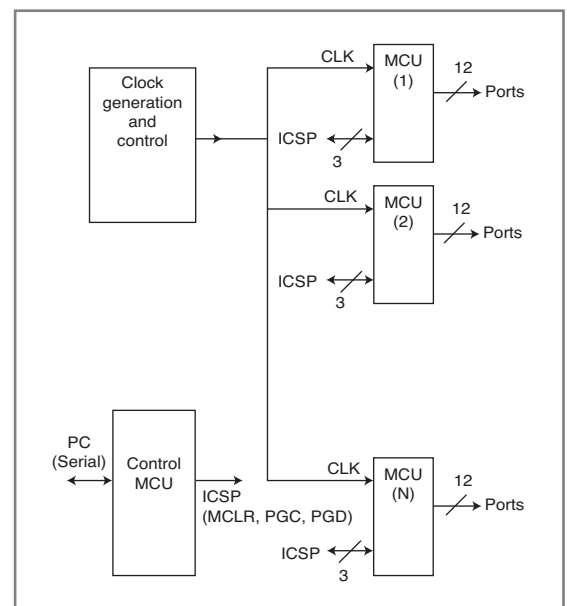 Clock
generation
and
control
CLK
MCU
(1)
12
Ports
ICSP
3
CLK
MCU
(2)
12
Ports
ICSP
3
PC
(Serial)
Control
MCU
ICSP
(MCLR, PGC, PGD)
CLK
MCU
(N)
12
Ports
ICSP
3